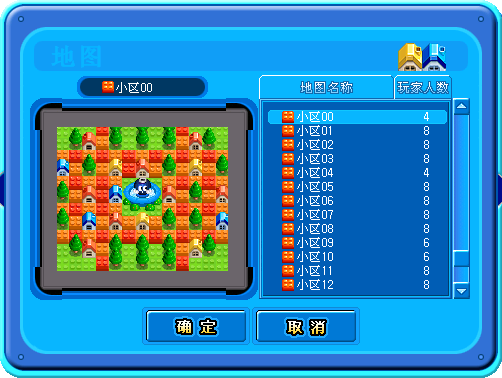 地图
小区00
地图名称 玩家人数
小区00 4
小区01 8
小区02 8
小区03 8
小区04 4
小区05 8
小区06 8
小区07 8
小区08 8
小区09 6
小区10 6
小区11 8
小区12 8
确定 取消